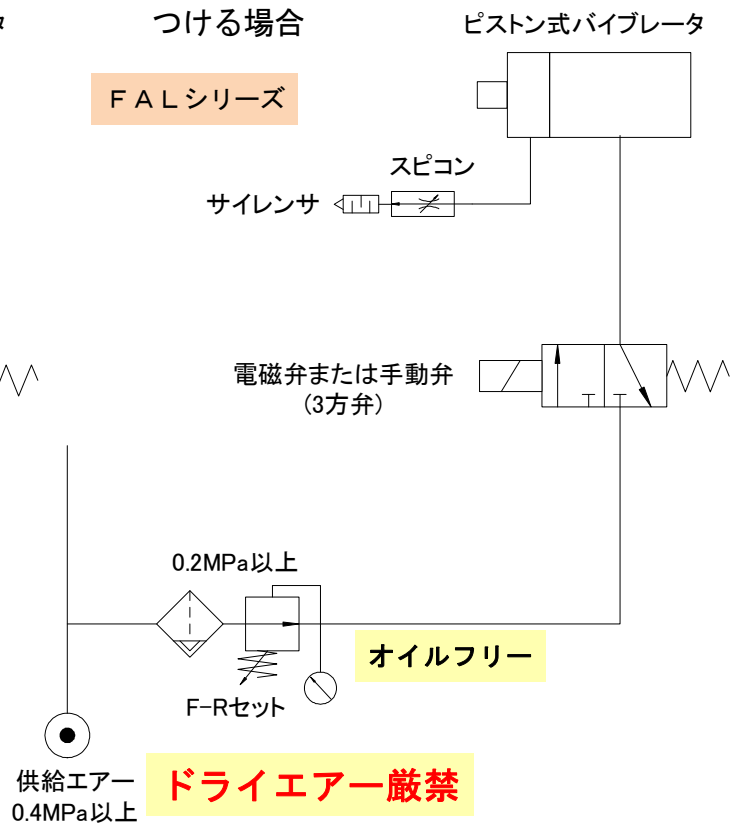 つける場合
ピストン式バイブレータ
ＦＡＬシリーズ
スピコン
サイレンサ
電磁弁または手動弁
(3方弁)
0.2MPa以上
オイルフリー
F-Rセット
供給エアー
0.4MPa以上
ドライエアー厳禁